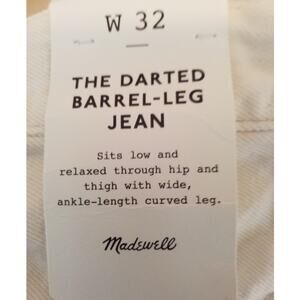 W 32
THE DARTED
BARREL-LEG
JEAN
Sits low and
relaxed through hip and
thigh with wide,
ankle-length curved leg.
Madewell